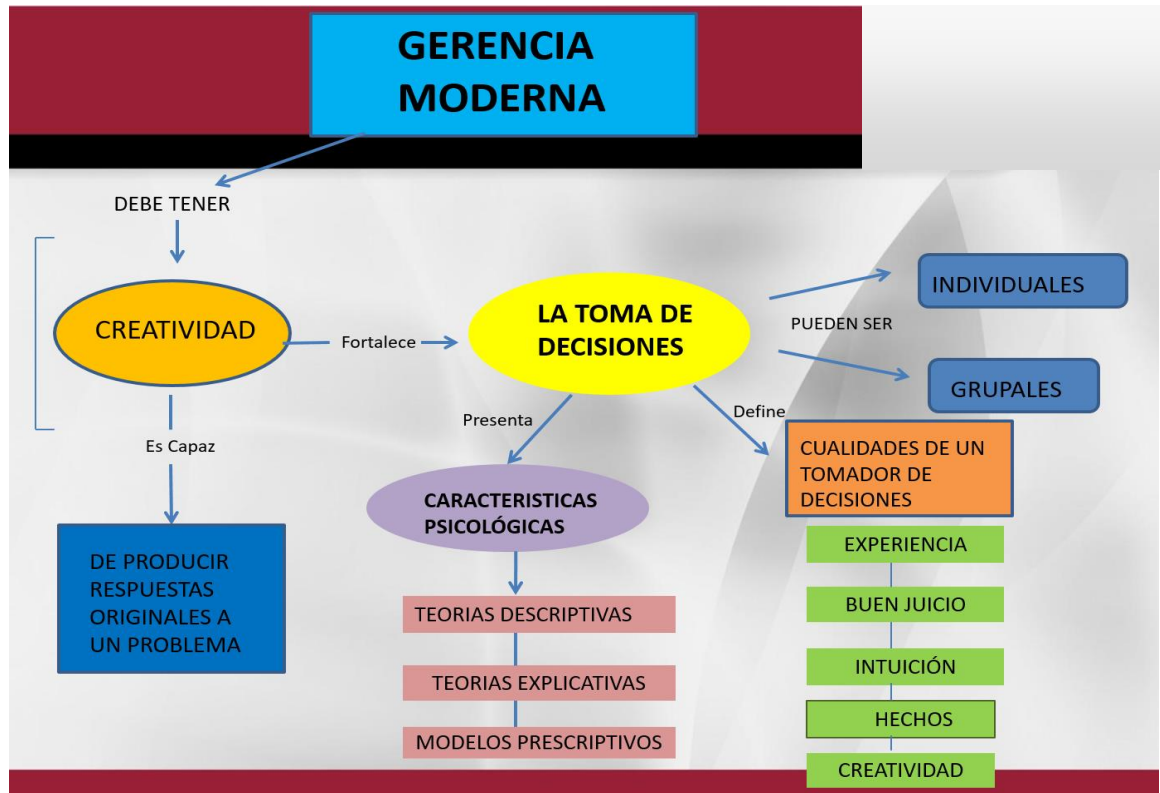 GERENCIA
MODERNA
DEBE TENER
CREATIVIDAD
Fortalece
LA TOMA DE
DECISIONES
PUEDEN SER
INDIVIDUALES
GRUPALES
Es Capaz
DE PRODUCIR
RESPUESTAS
ORIGINALES A
UN PROBLEMA
Presenta
CARACTERISTICAS
PSICOLÓGICAS
TEORIAS DESCRIPTIVAS
TEORIAS EXPLICATIVAS
MODELOS PRESCRIPTIVOS
Define
CUALIDADES DE UN
TOMADOR DE
DECISIONES
EXPERIENCIA
BUEN JUICIO
INTUICIÓN
HECHOS
CREATIVIDAD